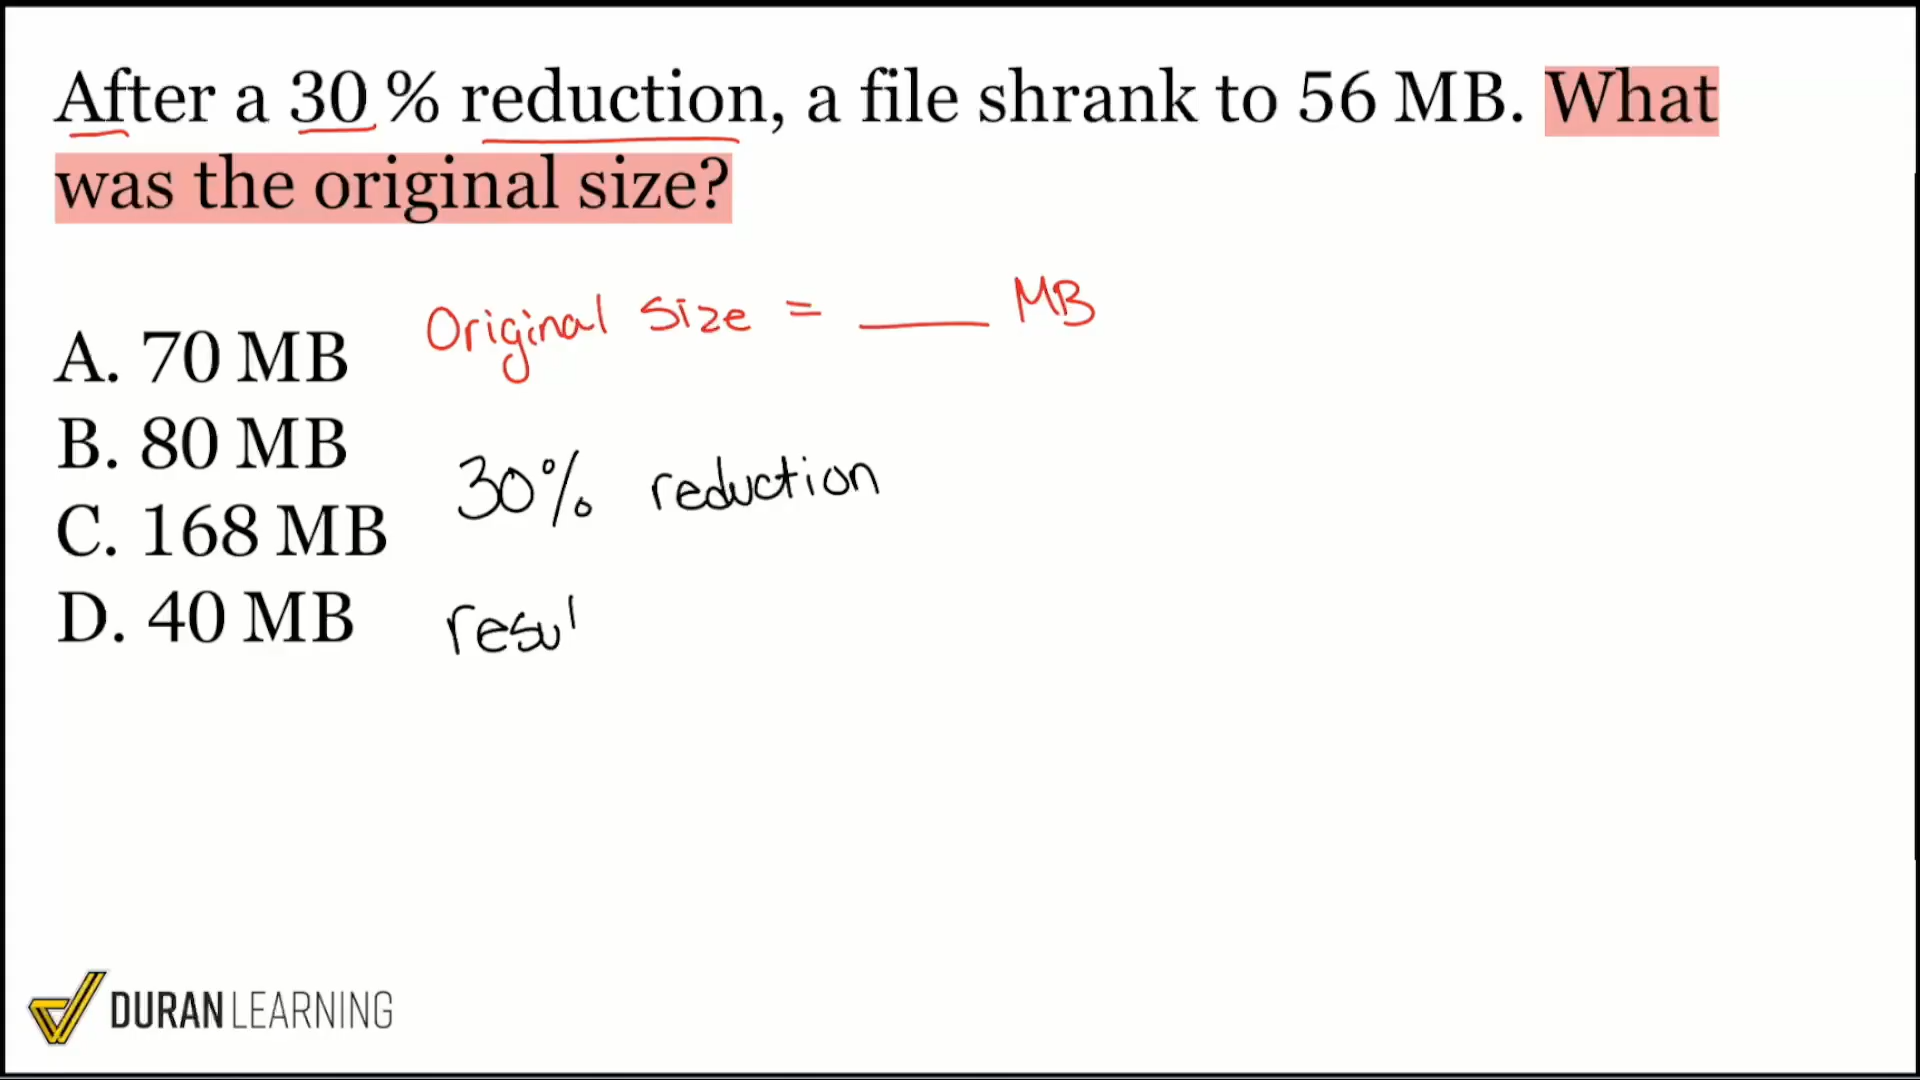 After a 30 % reduction, a file shrank to 56 MB. What
was the original size?
Original size = ____ MB
A. 70 MB
B. 80 MB
30% reduction
C. 168 MB
D. 40 MB
resul
DURAN LEARNING